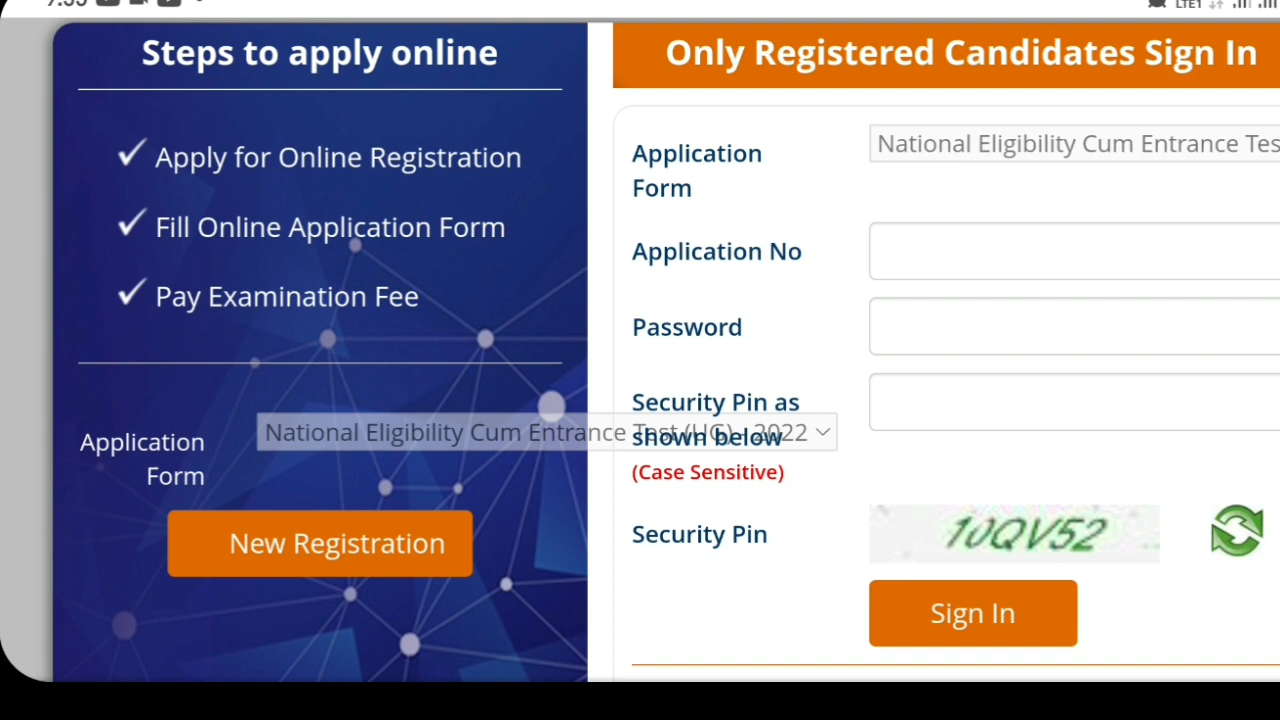 Steps to apply online
Apply for Online Registration
Fill Online Application Form
Pay Examination Fee
Application
Form
National Eligibility Cum Entrance Test (UG) - 2022
New Registration
Only Registered Candidates Sign In
Application
Form
National Eligibility Cum Entrance Tes
Application No
Password
Security Pin as
shown below
(Case Sensitive)
Security Pin
1UQV52
Sign In